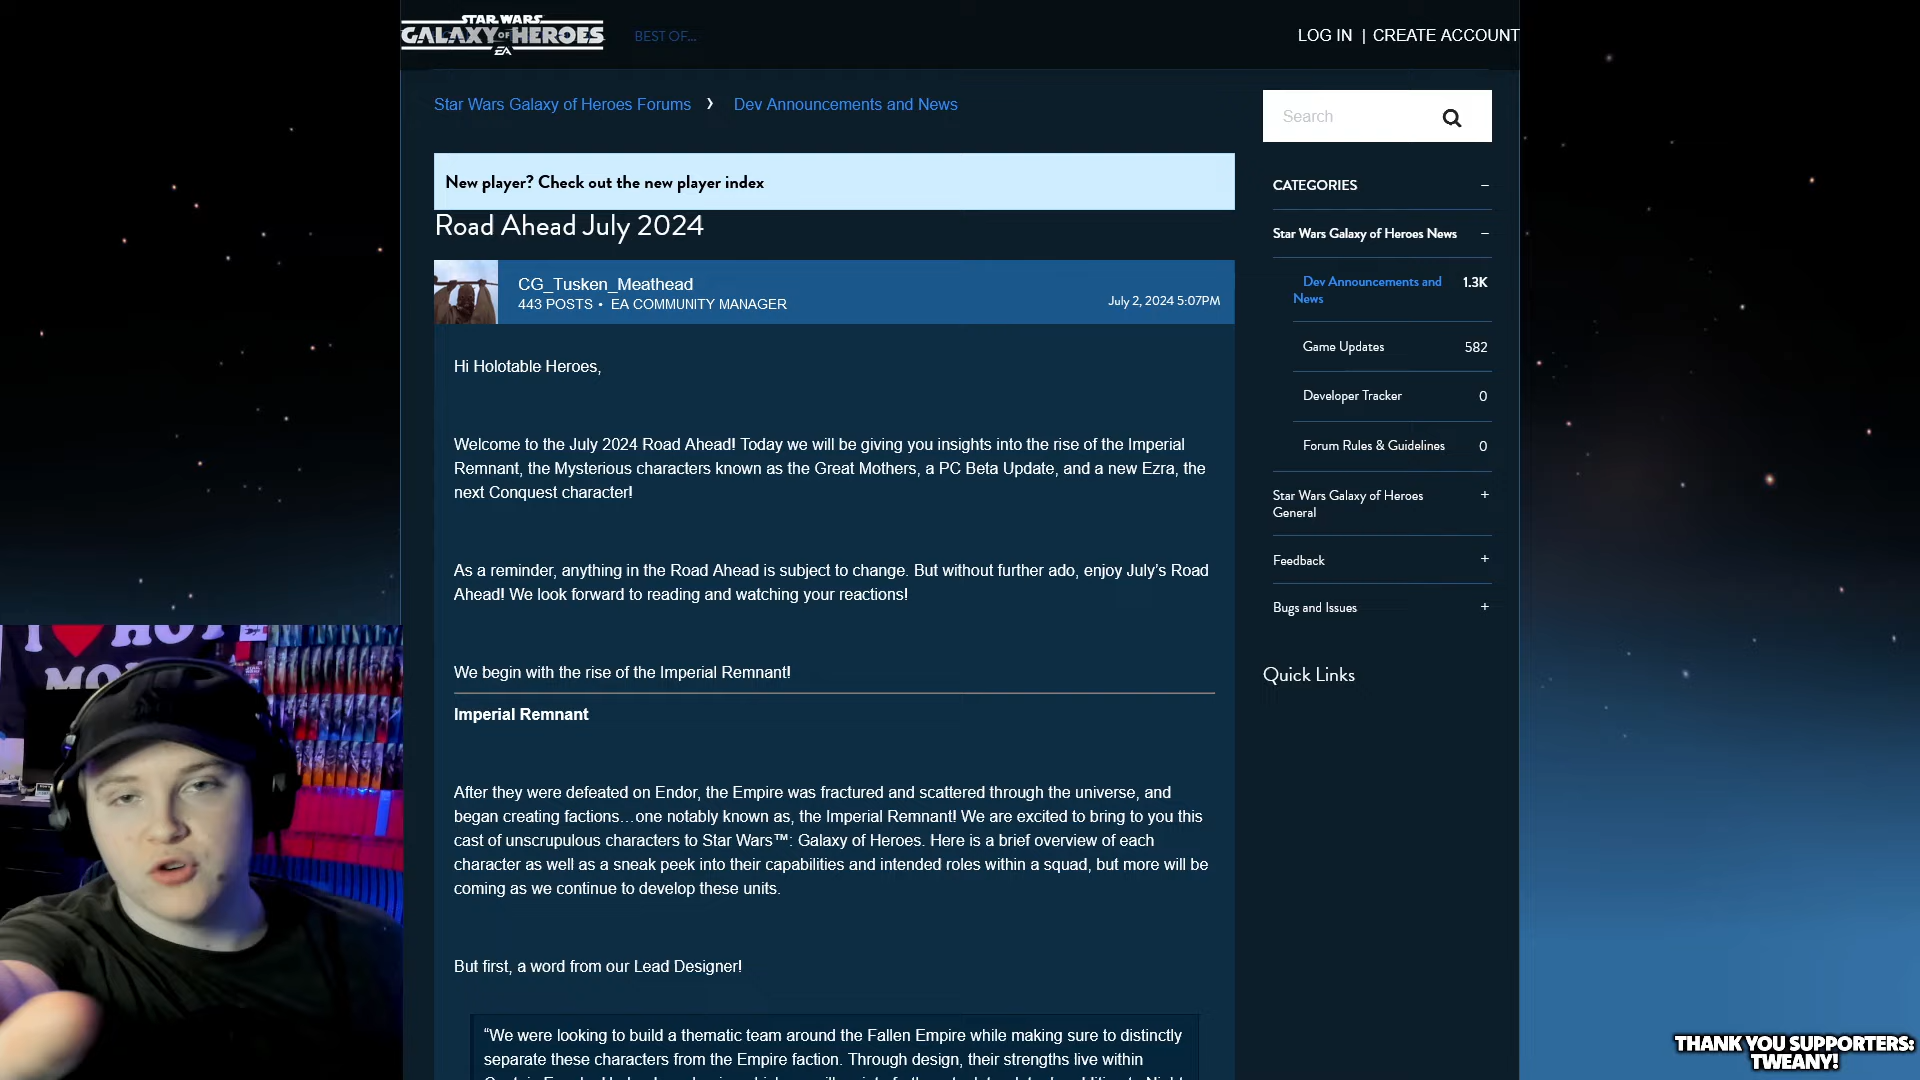 STAR WARS
GALAXY OF HEROES
EA
BEST OF...
LOG IN | CREATE ACCOUNT
Star Wars Galaxy of Heroes Forums › Dev Announcements and News
Search
New player? Check out the new player index
Road Ahead July 2024
CG_Tusken_Meathead
443 POSTS • EA COMMUNITY MANAGER
July 2, 2024 5:07PM
Hi Holotable Heroes,
Welcome to the July 2024 Road Ahead! Today we will be giving you insights into the rise of the Imperial
Remnant, the Mysterious characters known as the Great Mothers, a PC Beta Update, and a new Ezra, the
next Conquest character!
As a reminder, anything in the Road Ahead is subject to change. But without further ado, enjoy July’s Road
Ahead! We look forward to reading and watching your reactions!
We begin with the rise of the Imperial Remnant!
Imperial Remnant
After they were defeated on Endor, the Empire was fractured and scattered through the universe, and
began creating factions…one notably known as, the Imperial Remnant! We are excited to bring to you this
cast of unscrupulous characters to Star Wars™: Galaxy of Heroes. Here is a brief overview of each
character as well as a sneak peek into their capabilities and intended roles within a squad, but more will be
coming as we continue to develop these units.
But first, a word from our Lead Designer!
“We were looking to build a thematic team around the Fallen Empire while making sure to distinctly
separate these characters from the Empire faction. Through design, their strengths live within
CATEGORIES –
Star Wars Galaxy of Heroes News –
Dev Announcements and 1.3K
News
Game Updates 582
Developer Tracker 0
Forum Rules & Guidelines 0
Star Wars Galaxy of Heroes +
General
Feedback +
Bugs and Issues +
Quick Links
I HOT
MO
THANK YOU SUPPORTERS:
TWEANY!